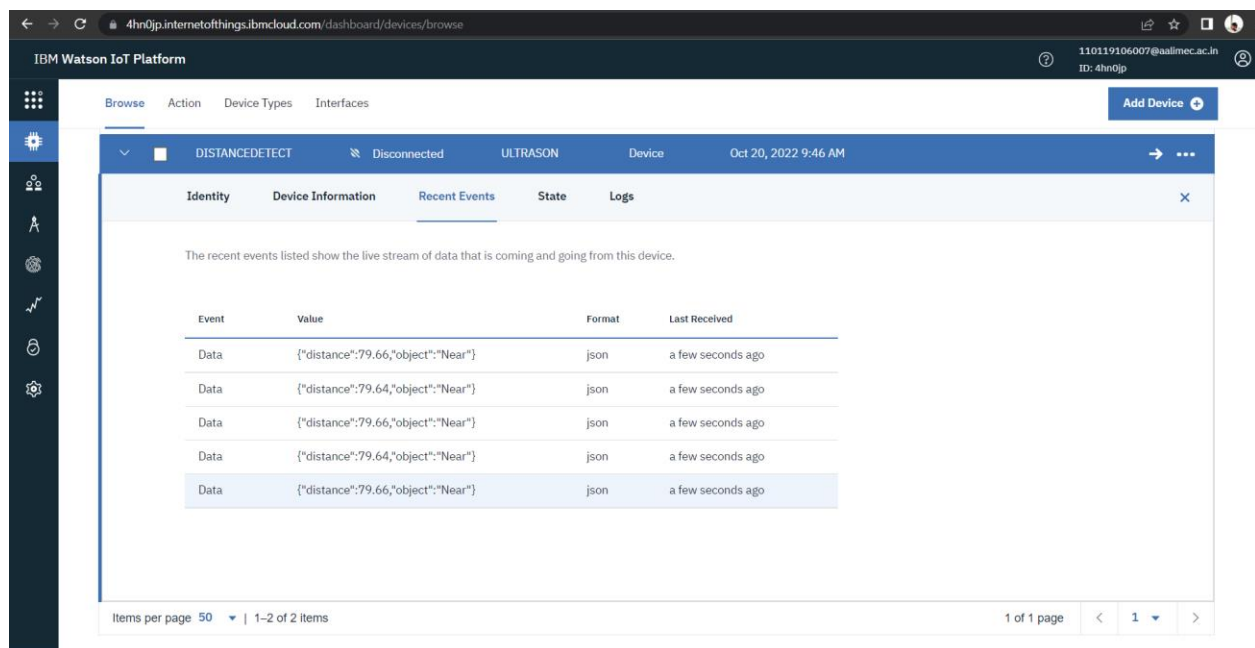 4hn0jp.internetofthings.ibmcloud.com/dashboard/devices/browse
IBM Watson IoT Platform
110119106007@aalimec.ac.in
ID: 4hn0jp
Browse Action Device Types Interfaces
Add Device
DISTANCEDETECT Disconnected ULTRASON Device Oct 20, 2022 9:46 AM
Identity Device Information Recent Events State Logs
The recent events listed show the live stream of data that is coming and going from this device.
Event Value Format Last Received
Data {"distance":79.66,"object":"Near"} json a few seconds ago
Data {"distance":79.64,"object":"Near"} json a few seconds ago
Data {"distance":79.66,"object":"Near"} json a few seconds ago
Data {"distance":79.64,"object":"Near"} json a few seconds ago
Data {"distance":79.66,"object":"Near"} json a few seconds ago
Items per page 50 | 1–2 of 2 items 1 of 1 page < 1 >